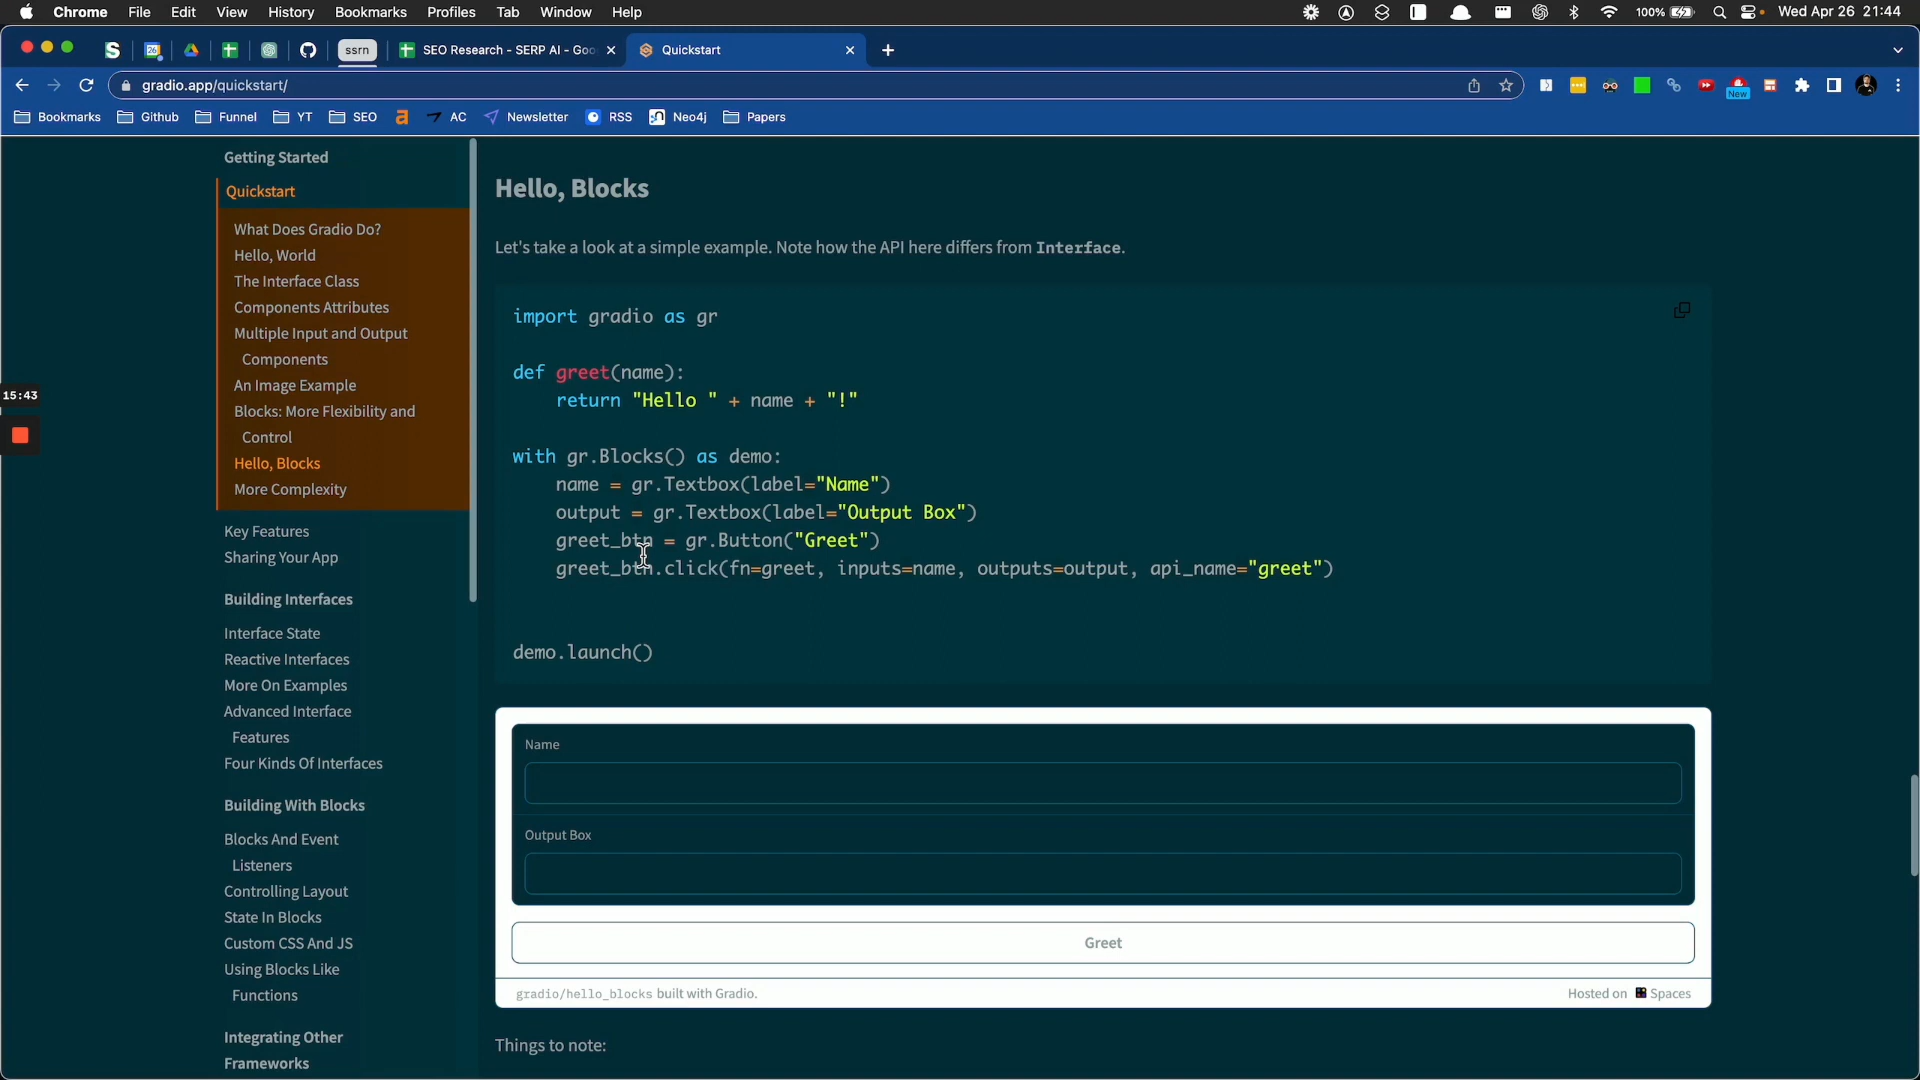 Chrome File Edit View History Bookmarks Profiles Tab Window Help
100% Wed Apr 26 21:44
26
ssrn
SEO Research - SERP AI - Goo
Quickstart
gradio.app/quickstart/
New
Bookmarks Github Funnel YT SEO AC Newsletter RSS Neo4j Papers
15:43
Getting Started
Quickstart
What Does Gradio Do?
Hello, World
The Interface Class
Components Attributes
Multiple Input and Output
Components
An Image Example
Blocks: More Flexibility and
Control
Hello, Blocks
More Complexity
Key Features
Sharing Your App
Building Interfaces
Interface State
Reactive Interfaces
More On Examples
Advanced Interface
Features
Four Kinds Of Interfaces
Building With Blocks
Blocks And Event
Listeners
Controlling Layout
State In Blocks
Custom CSS And JS
Using Blocks Like
Functions
Integrating Other
Frameworks
Hello, Blocks
Let's take a look at a simple example. Note how the API here differs from Interface.
import gradio as gr
def greet(name):
return "Hello " + name + "!"
with gr.Blocks() as demo:
name = gr.Textbox(label="Name")
output = gr.Textbox(label="Output Box")
greet_btn = gr.Button("Greet")
greet_btn.click(fn=greet, inputs=name, outputs=output, api_name="greet")
demo.launch()
Name
Output Box
Greet
gradio/hello_blocks built with Gradio.
Hosted on Spaces
Things to note: